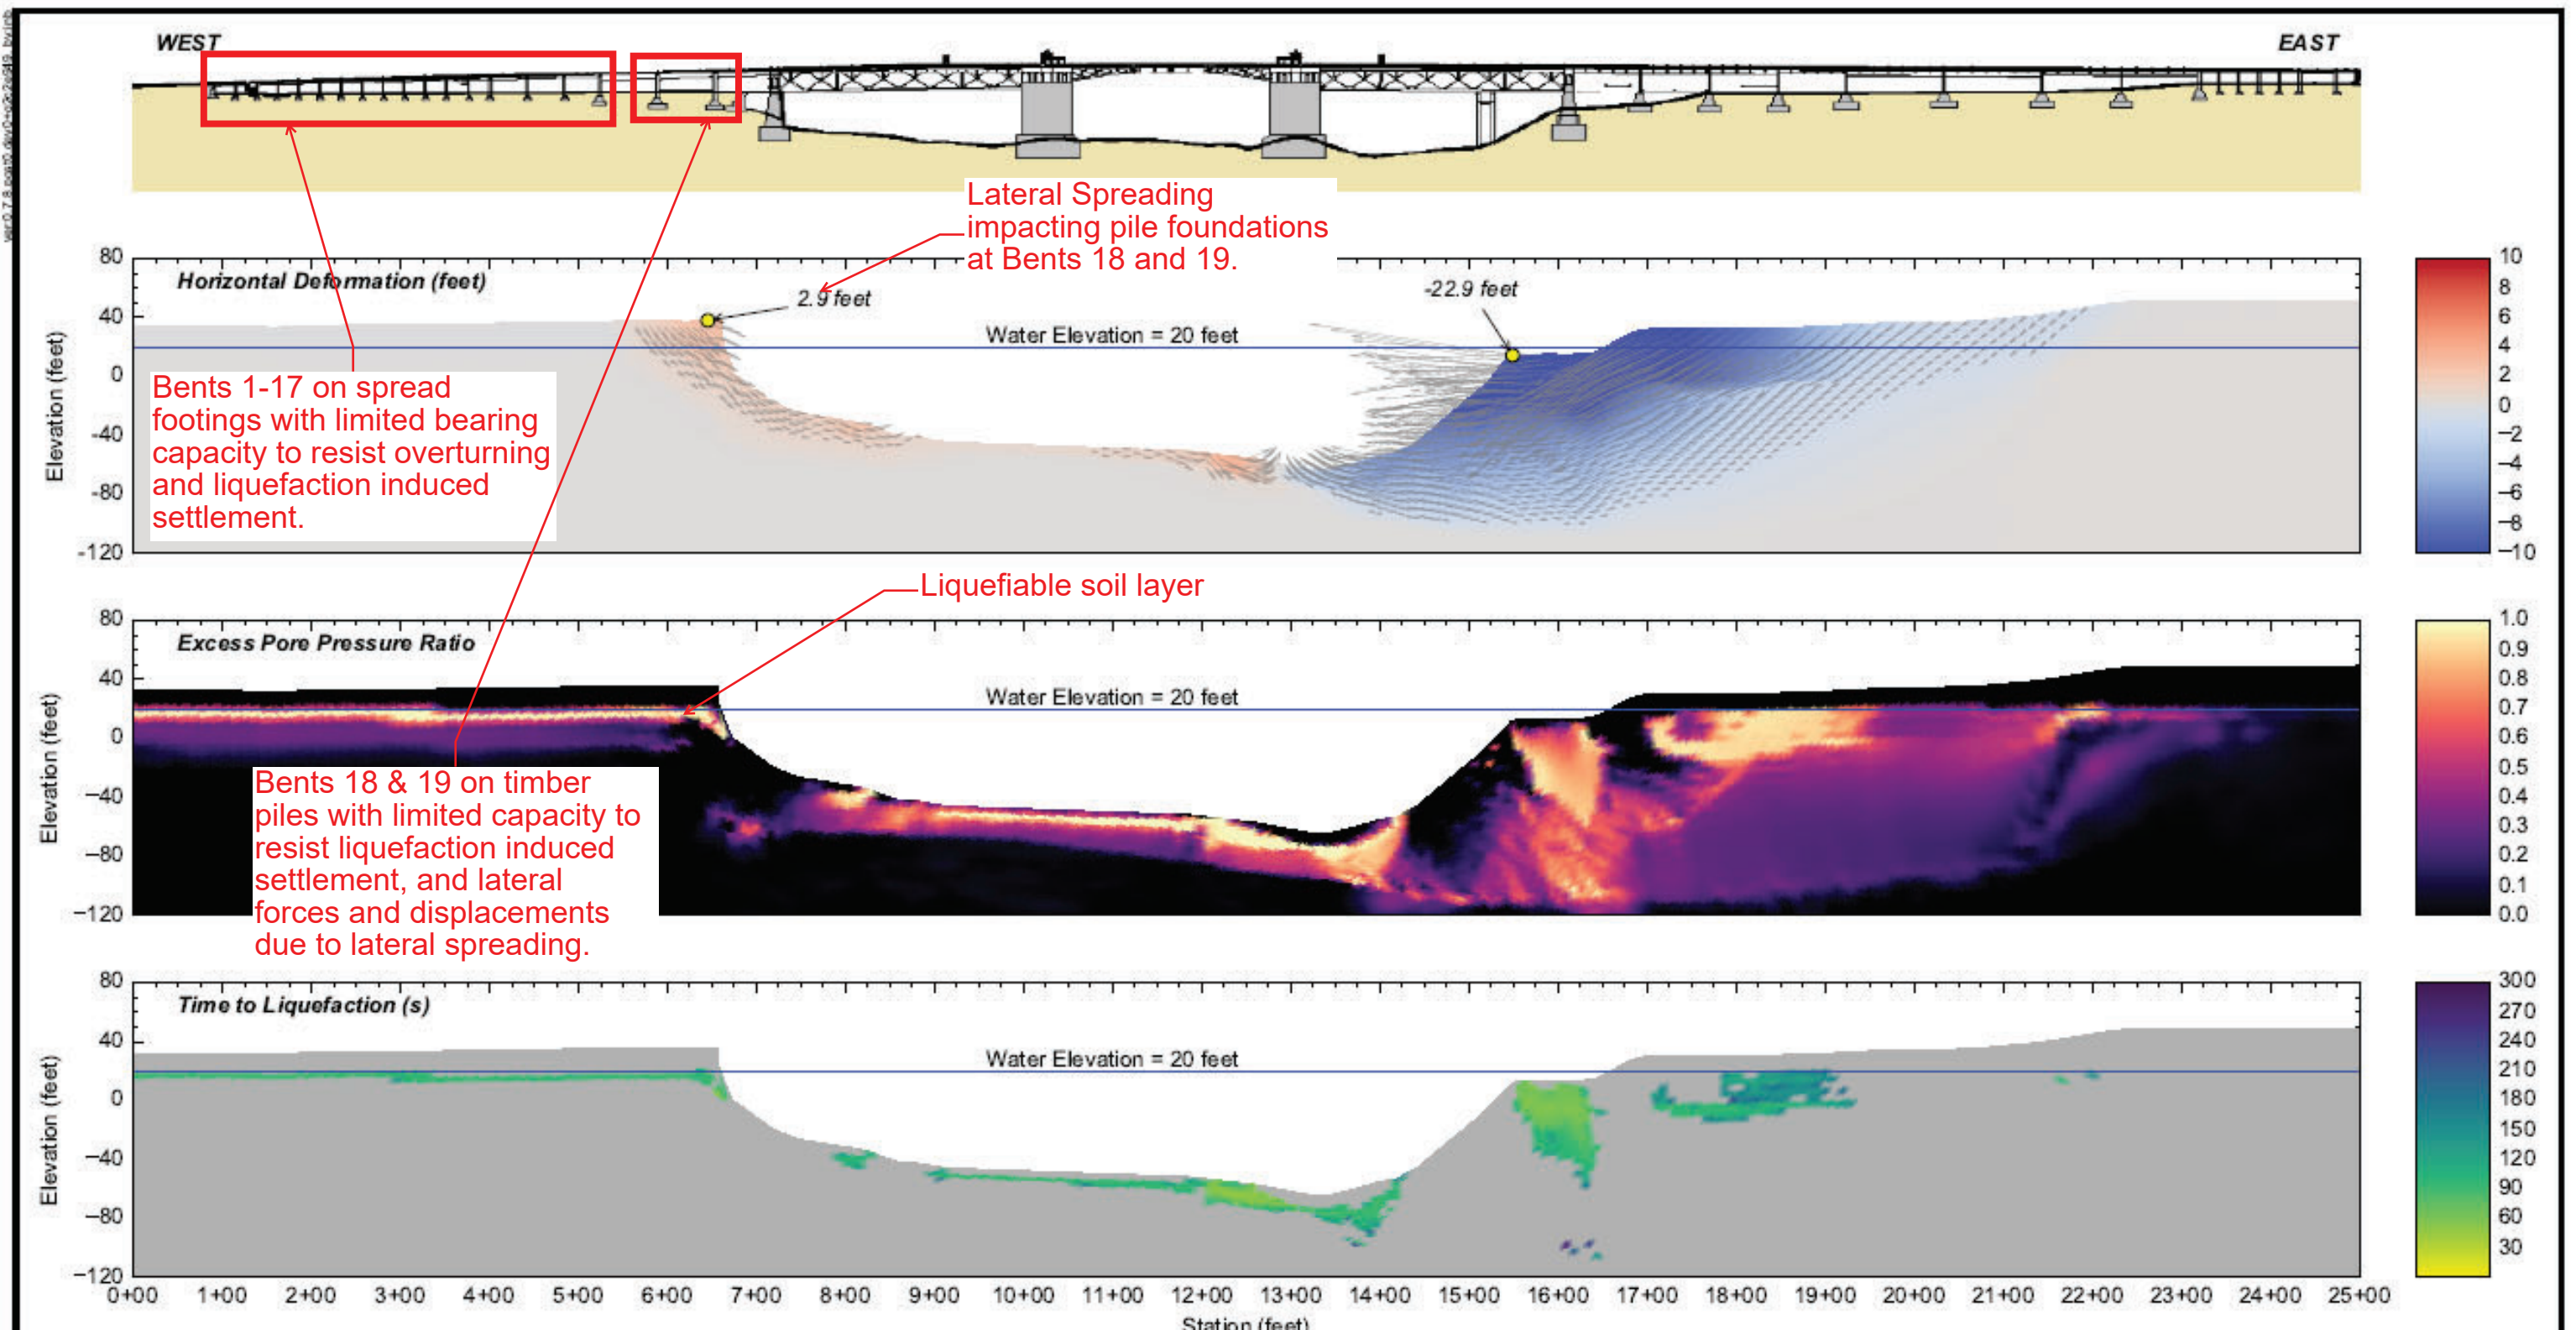 WEST
EAST
Lateral Spreading
impacting pile foundations
at Bents 18 and 19.
80
40
0
-40
-80
-120
Elevation (feet)
Horizontal Deformation (feet)
2.9 feet
-22.9 feet
Water Elevation = 20 feet
10
8
6
4
2
0
−2
−4
−6
−8
−10
Bents 1-17 on spread
footings with limited bearing
capacity to resist overturning
and liquefaction induced
settlement.
Liquefiable soil layer
80
40
0
−40
−80
−120
Elevation (feet)
Excess Pore Pressure Ratio
Water Elevation = 20 feet
1.0
0.9
0.8
0.7
0.6
0.5
0.4
0.3
0.2
0.1
0.0
Bents 18 & 19 on timber
piles with limited capacity to
resist liquefaction induced
settlement, and lateral
forces and displacements
due to lateral spreading.
80
40
0
−40
−80
−120
Elevation (feet)
Time to Liquefaction (s)
Water Elevation = 20 feet
300
270
240
210
180
150
120
90
60
30
0+00 1+00 2+00 3+00 4+00 5+00 6+00 7+00 8+00 9+00 10+00 11+00 12+00 13+00 14+00 15+00 16+00 17+00 18+00 19+00 20+00 21+00 22+00 23+00 24+00 25+00
Station (feet)